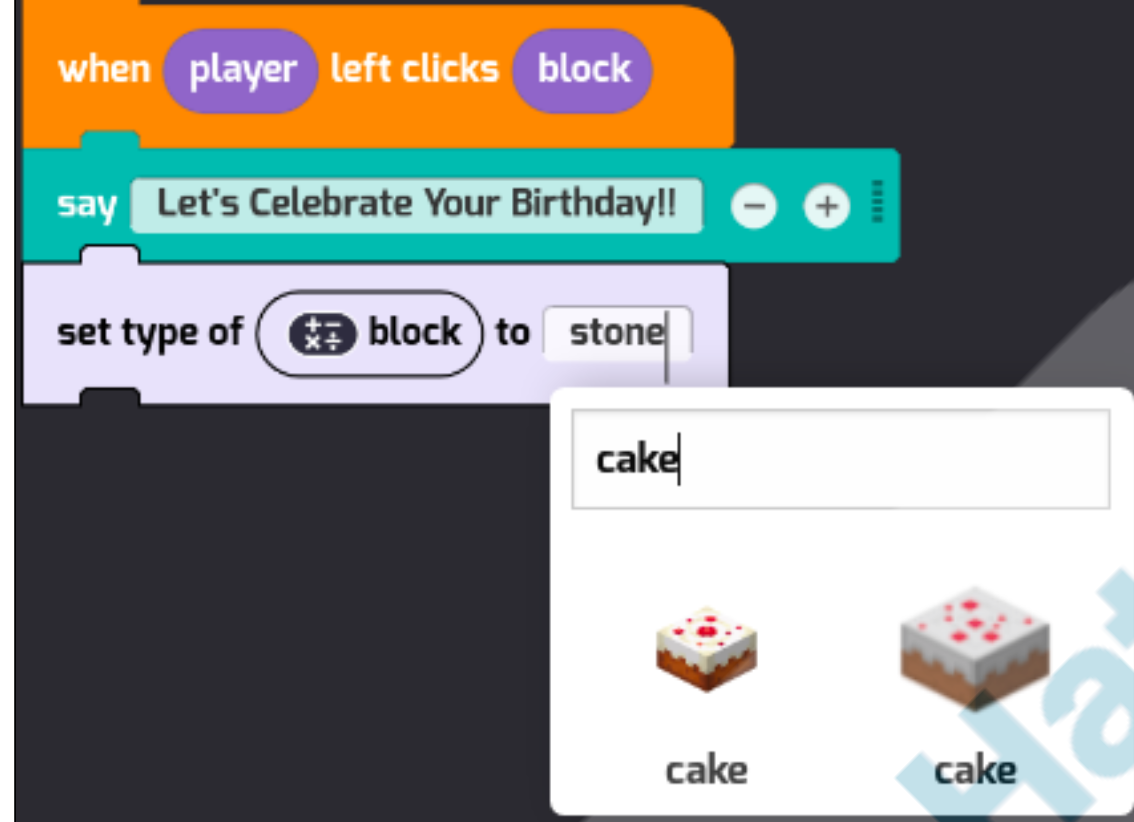 when player left clicks block
say Let's Celebrate Your Birthday!! − +
set type of block to stone
cake
cake cake